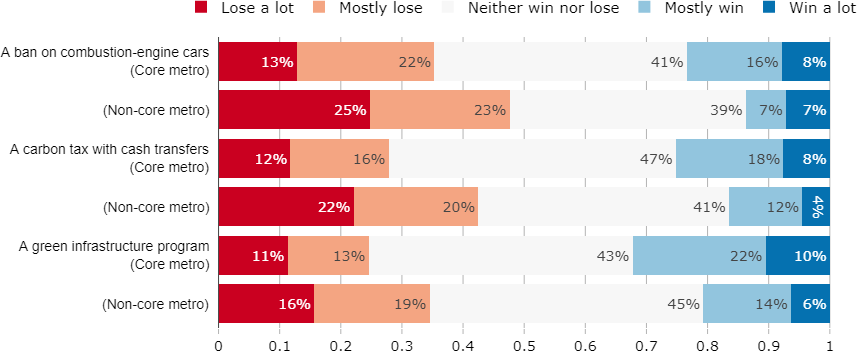 Lose a lot Mostly lose Neither win nor lose Mostly win Win a lot
A ban on combustion-engine cars
(Core metro)
13% 22% 41% 16% 8%
(Non-core metro)
25% 23% 39% 7% 7%
A carbon tax with cash transfers
(Core metro)
12% 16% 47% 18% 8%
(Non-core metro)
22% 20% 41% 12% 4%
A green infrastructure program
(Core metro)
11% 13% 43% 22% 10%
(Non-core metro)
16% 19% 45% 14% 6%
0 0.1 0.2 0.3 0.4 0.5 0.6 0.7 0.8 0.9 1